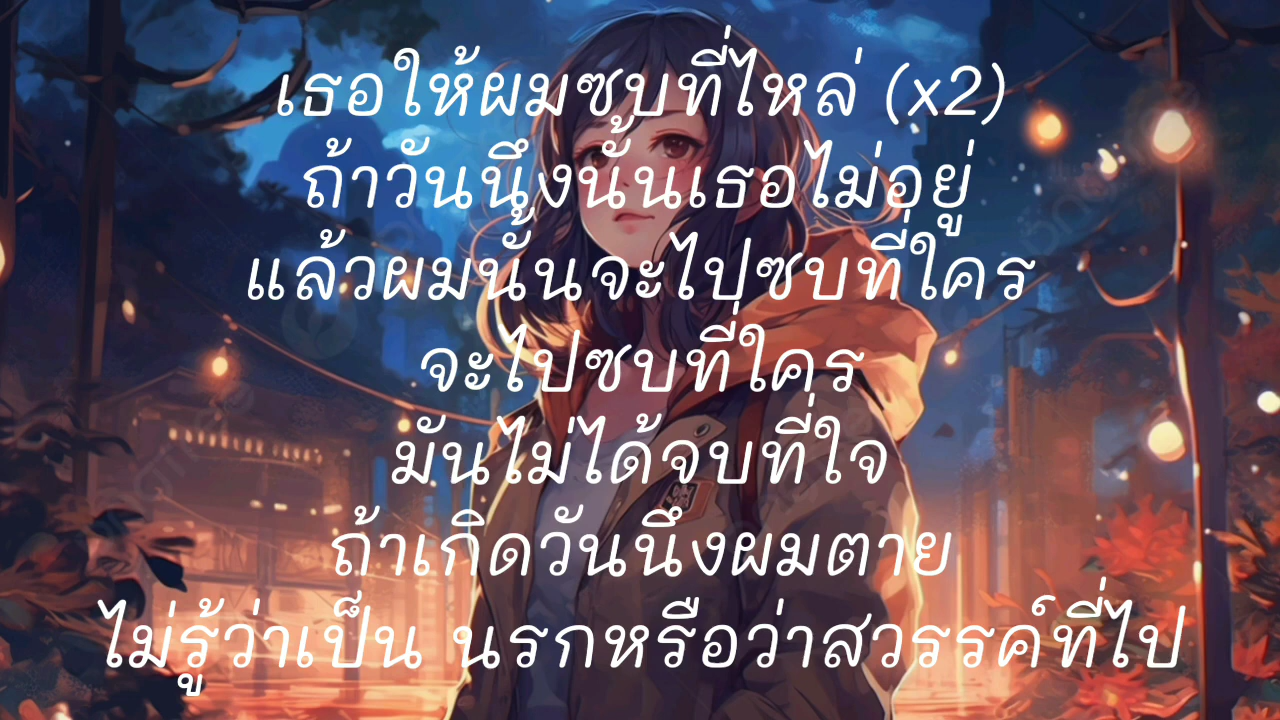 เธอให้ผมซบที่ไหล่ (x2)
ถ้าวันนึงนั้นเธอไม่อยู่
แล้วผมนั้นจะไปซบที่ใคร
จะไปซบที่ใคร
มันไม่ได้จบที่ใจ
ถ้าเกิดวันนึงผมตาย
ไม่รู้ว่าเป็น นรกหรือว่าสวรรค์ที่ไป